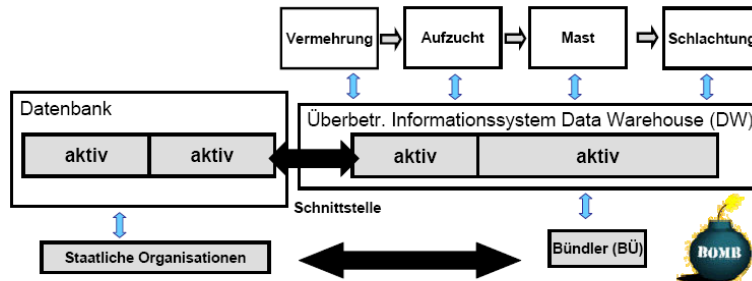 Vermehrung
Aufzucht
Mast
Schlachtung
Datenbank
Überbetr. Informationssystem Data Warehouse (DW)
aktiv
aktiv
aktiv
aktiv
Schnittstelle
Staatliche Organisationen
Bündler (BÜ)
BOMB